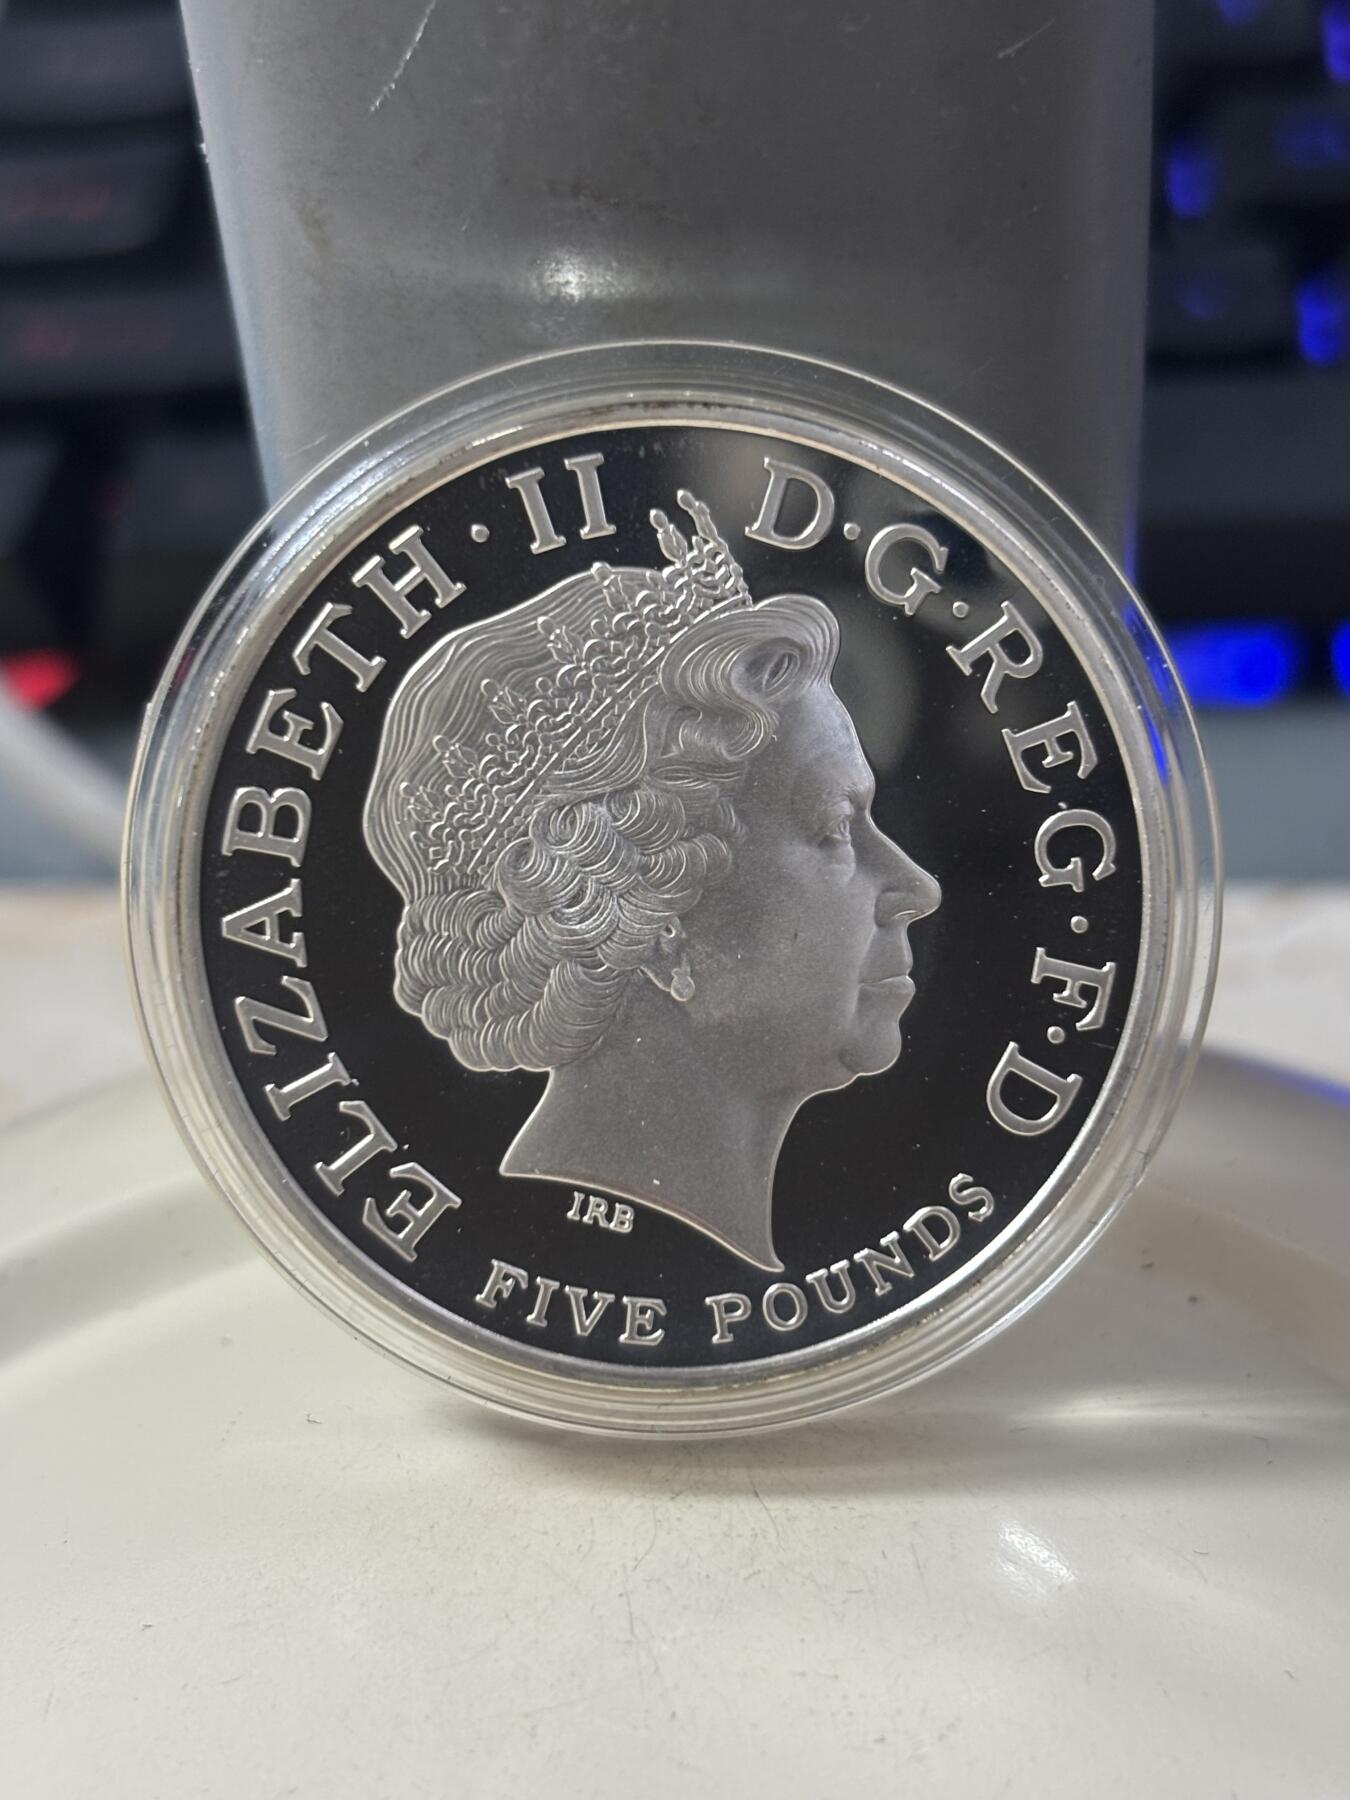 ELIZABETH · II D · G · REG · F · D
FIVE POUNDS
IRB